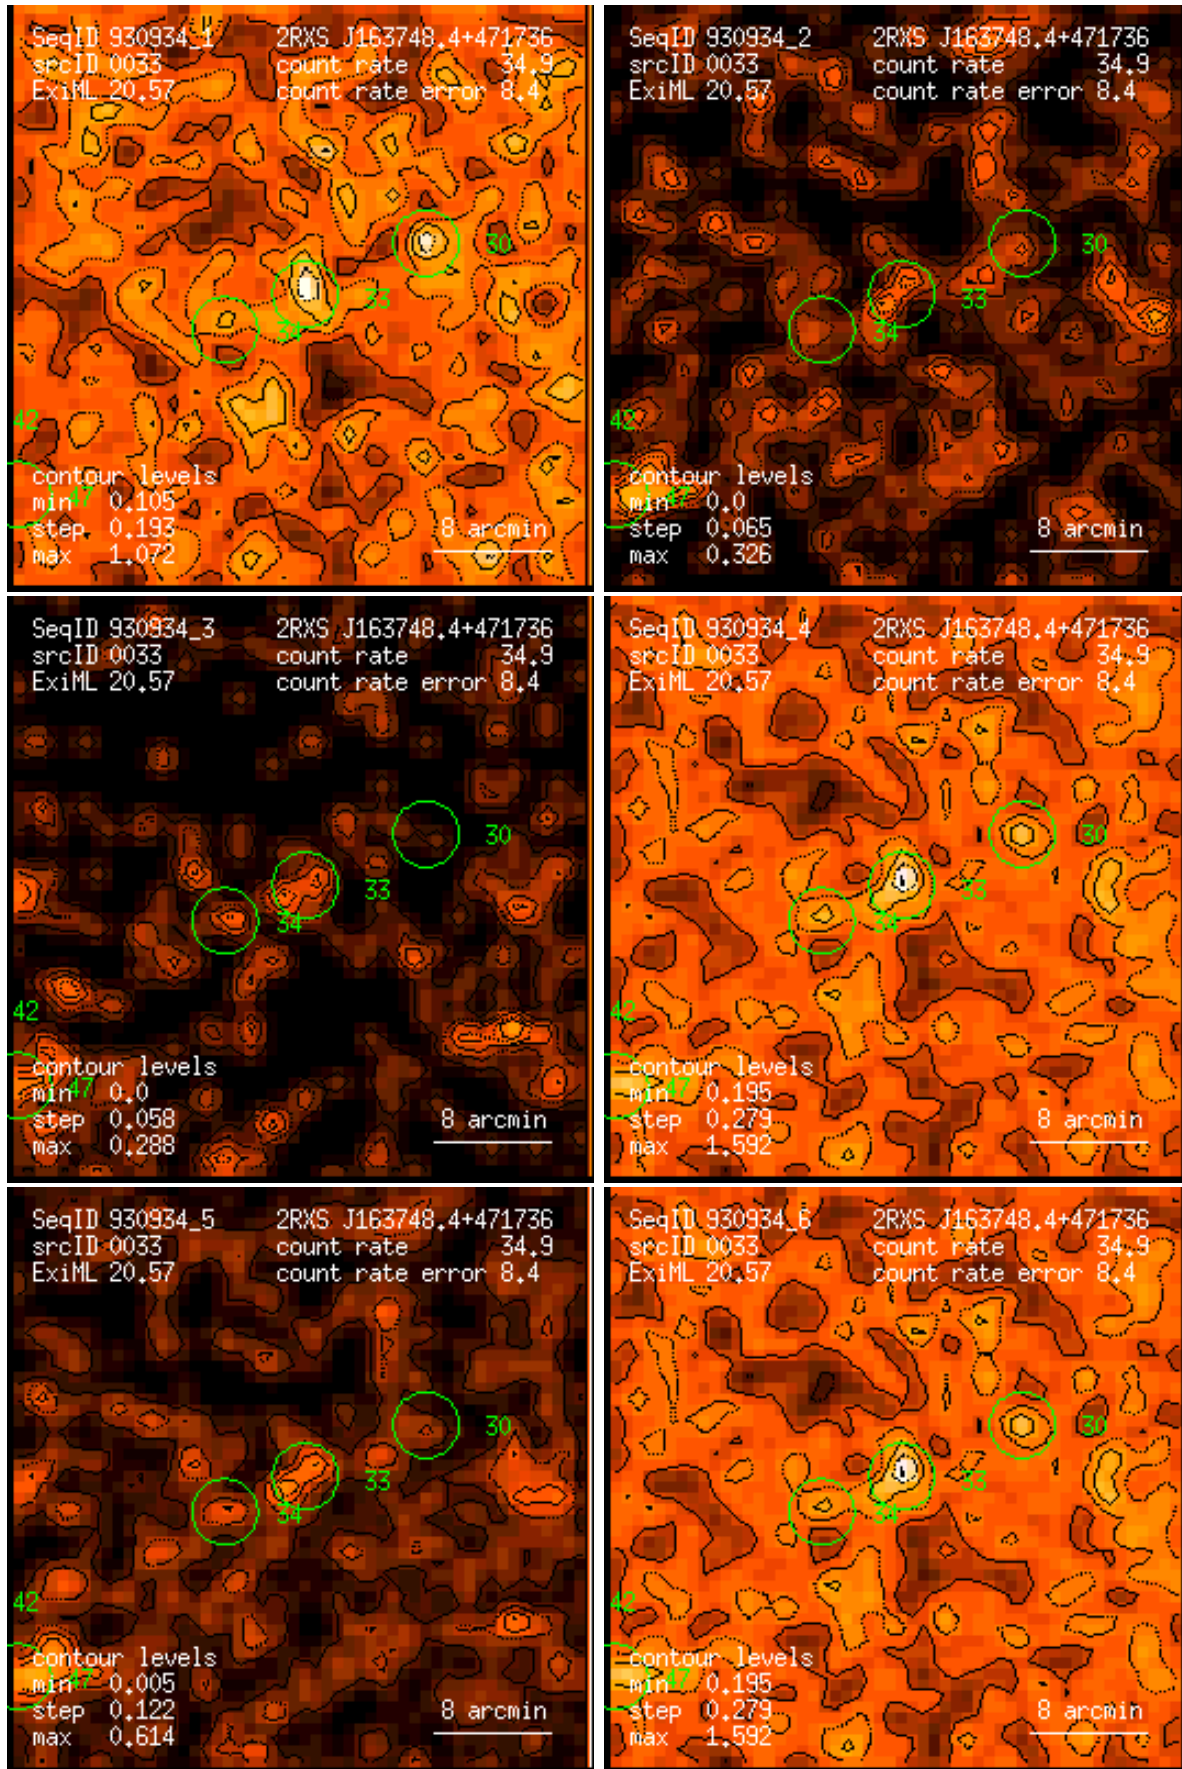 SeqID 930934_1 2RXS J163748.4+471736
srcID 0033 count rate 34.9
ExiML 20.57 count rate error 8.4
30
33
34
42
contour levels
min 0.105
47
step 0.193
max 1.072
8 arcmin
SeqID 930934_2 2RXS J163748.4+471736
srcID 0033 count rate 34.9
ExiML 20.57 count rate error 8.4
30
33
34
42
contour levels
min 0.0
47
step 0.065
max 0.326
8 arcmin
SeqID 930934_3 2RXS J163748.4+471736
srcID 0033 count rate 34.9
ExiML 20.57 count rate error 8.4
30
33
34
42
contour levels
min 0.0
47
step 0.058
max 0.288
8 arcmin
SeqID 930934_4 2RXS J163748.4+471736
srcID 0033 count rate 34.9
ExiML 20.57 count rate error 8.4
30
33
34
42
contour levels
min 0.195
47
step 0.279
max 1.592
8 arcmin
SeqID 930934_5 2RXS J163748.4+471736
srcID 0033 count rate 34.9
ExiML 20.57 count rate error 8.4
30
33
34
42
contour levels
min 0.005
47
step 0.122
max 0.614
8 arcmin
SeqID 930934_6 2RXS J163748.4+471736
srcID 0033 count rate 34.9
ExiML 20.57 count rate error 8.4
30
33
34
42
contour levels
min 0.195
47
step 0.279
max 1.592
8 arcmin